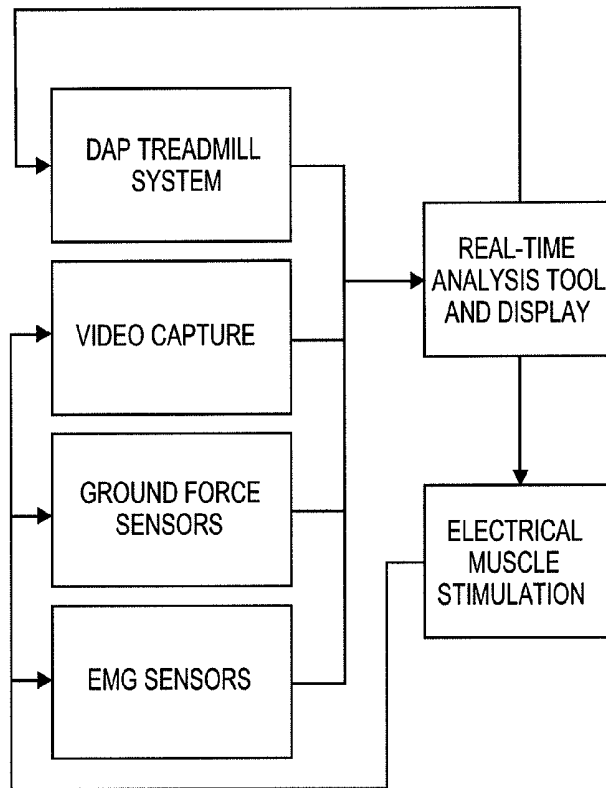 DAP TREADMILL
SYSTEM
VIDEO CAPTURE
GROUND FORCE
SENSORS
EMG SENSORS
REAL-TIME
ANALYSIS TOOL
AND DISPLAY
ELECTRICAL
MUSCLE
STIMULATION